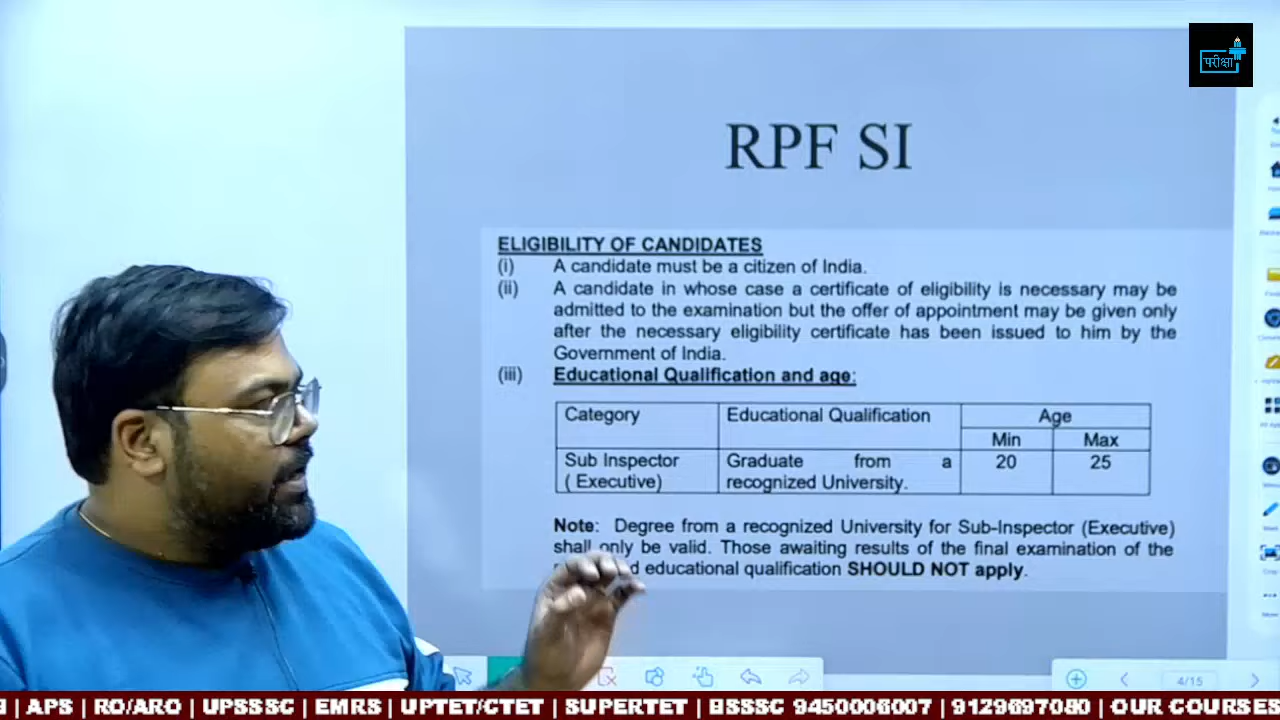 परीक्षा
RPF SI
ELIGIBILITY OF CANDIDATES
(i) A candidate must be a citizen of India.
(ii) A candidate in whose case a certificate of eligibility is necessary may be
admitted to the examination but the offer of appointment may be given only
after the necessary eligibility certificate has been issued to him by the
Government of India.
(iii) Educational Qualification and age:
Category Educational Qualification Age
Min Max
Sub Inspector Graduate from a 20 25
( Executive) recognized University.
Note: Degree from a recognized University for Sub-Inspector (Executive)
shall only be valid. Those awaiting results of the final examination of the
educational qualification SHOULD NOT apply.
4/15
| APS | RO/ARO | UPSSSC | EMRS | UPTET/CTET | SUPERTET | BSSSC 9450006007 | 9129697080 | OUR COURSES